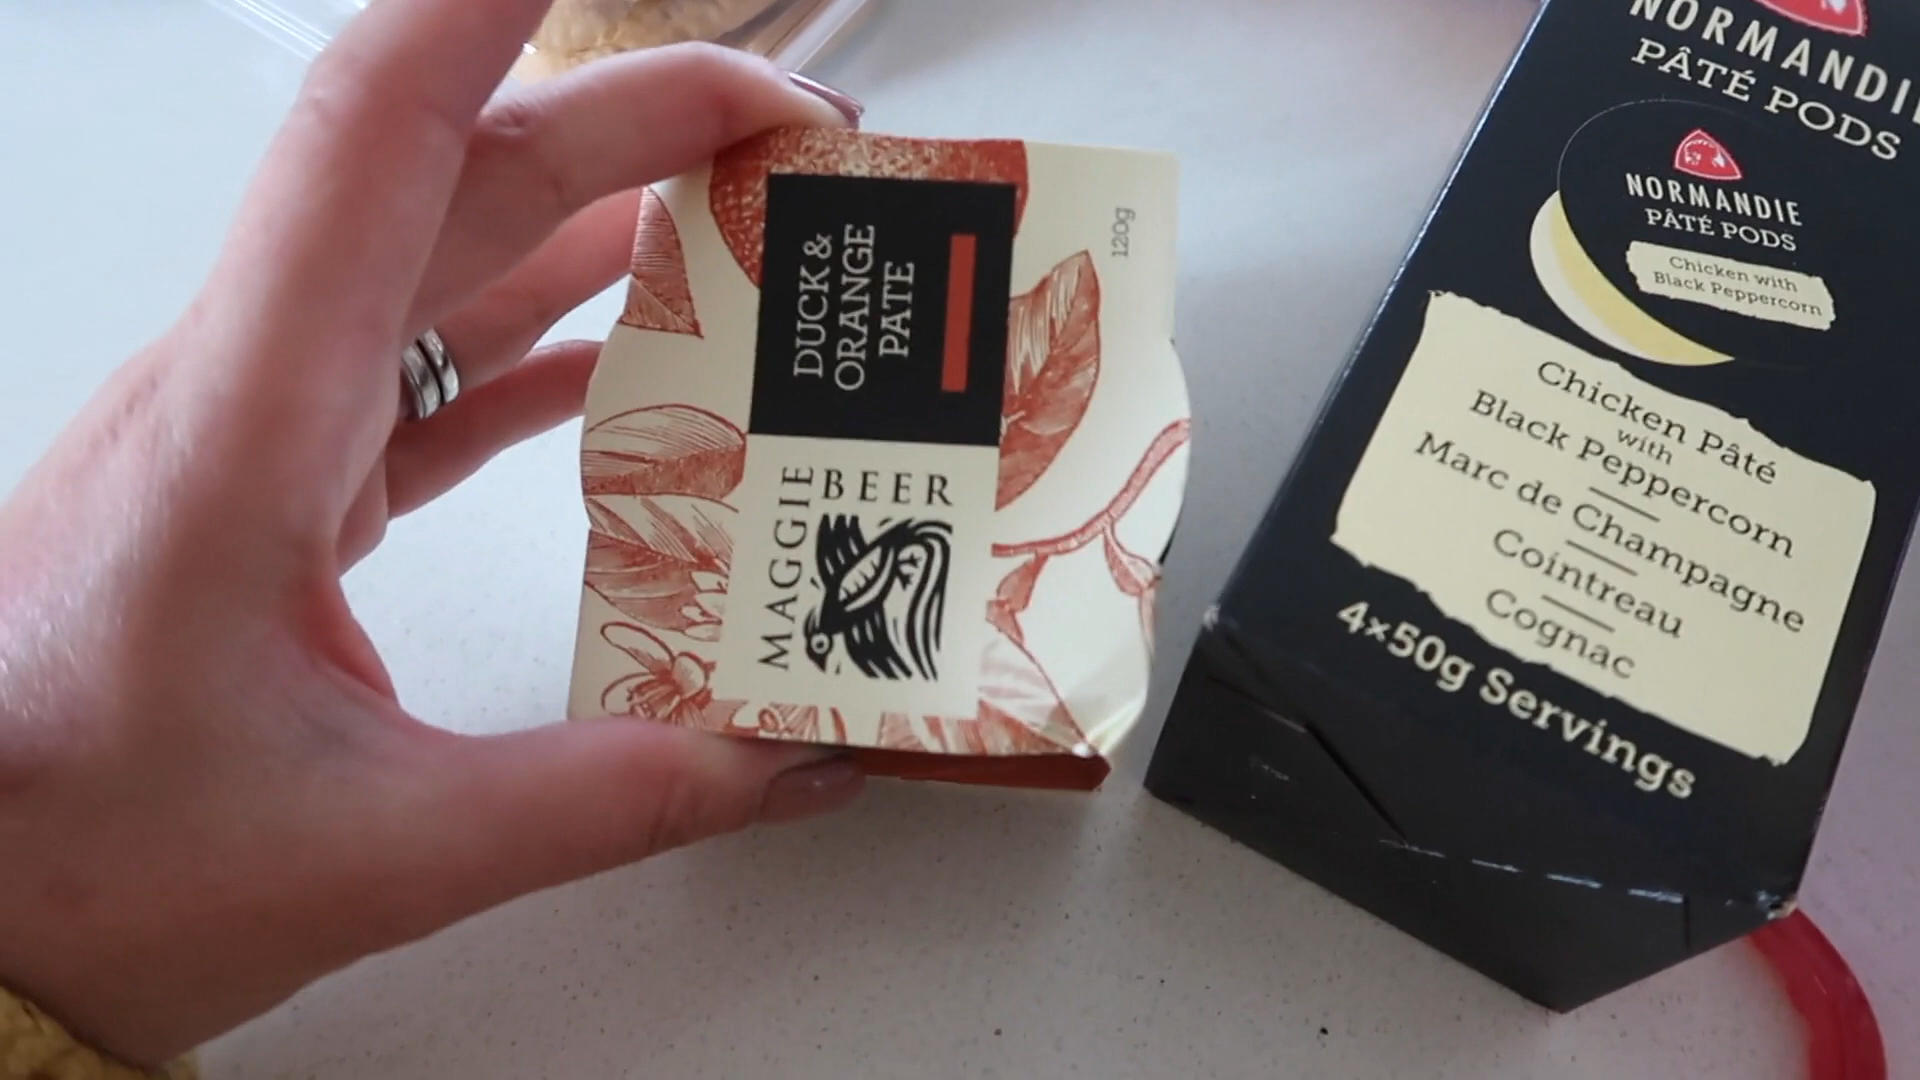 DUCK &
ORANGE
PATE
120g
MAGGIE
BEER
NORMANDIE
PÂTÉ PODS
NORMANDIE
PÂTÉ PODS
Chicken with
Black Peppercorn
Chicken Pâté
with
Black Peppercorn
Marc de Champagne
Cointreau
Cognac
4×50g Servings